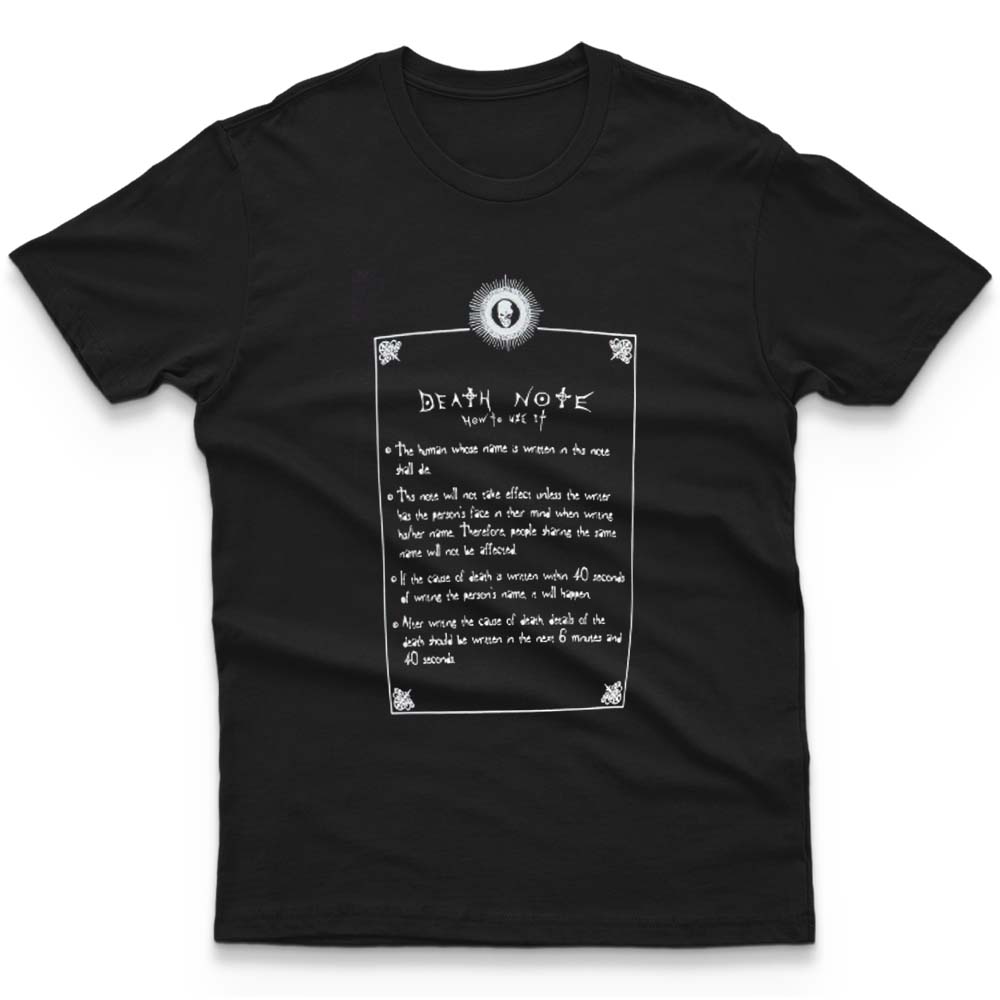 DEATH NOTE
HOW TO USE IT
The human whose name is written in this note
shall die.
This note will not take effect unless the writer
has the person's face in their mind when writing
his/her name. Therefore, people sharing the same
name will not be affected.
If the cause of death is written within 40 seconds
of writing the person's name, it will happen.
After writing the cause of death, details of the
death should be written in the next 6 minutes and
40 seconds.